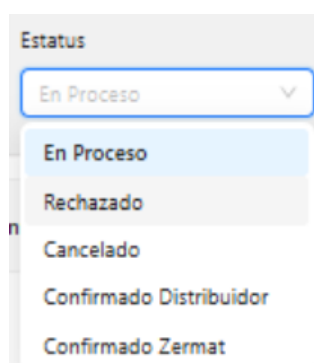 Estatus
En Proceso
En Proceso
Rechazado
n
Cancelado
Confirmado Distribuidor
Confirmado Zermat